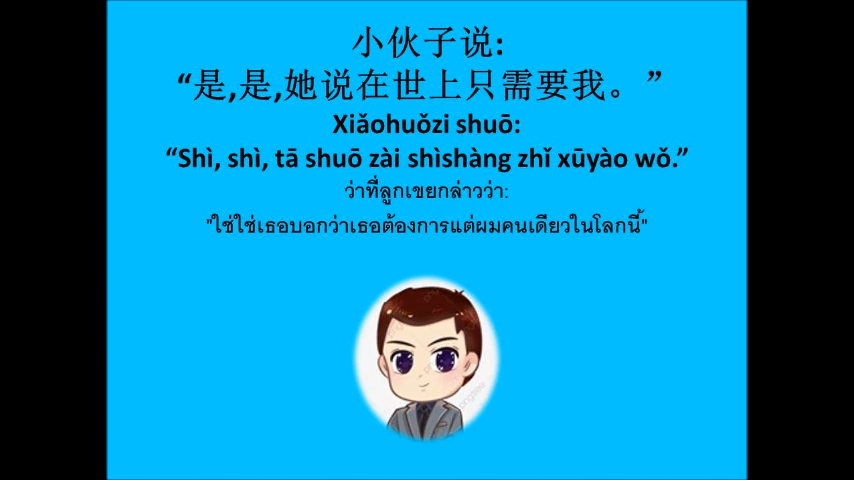 小伙子说:
“是,是,她说在世上只需要我。”
Xiǎohuǒzi shuō:
“Shì, shì, tā shuō zài shìshàng zhǐ xūyào wǒ.”
ว่าที่ลูกเขยกล่าวว่า:
"ใช่ใช่เธอบอกว่าเธอต้องการแต่ผมคนเดียวในโลกนี้"